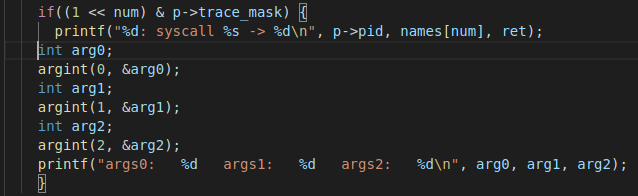 if((1 << num) & p->trace_mask) {
printf("%d: syscall %s -> %d\n", p->pid, names[num], ret);
int arg0;
argint(0, &arg0);
int arg1;
argint(1, &arg1);
int arg2;
argint(2, &arg2);
printf("args0:   %d   args1:   %d   args2:   %d\n", arg0, arg1, arg2);
}